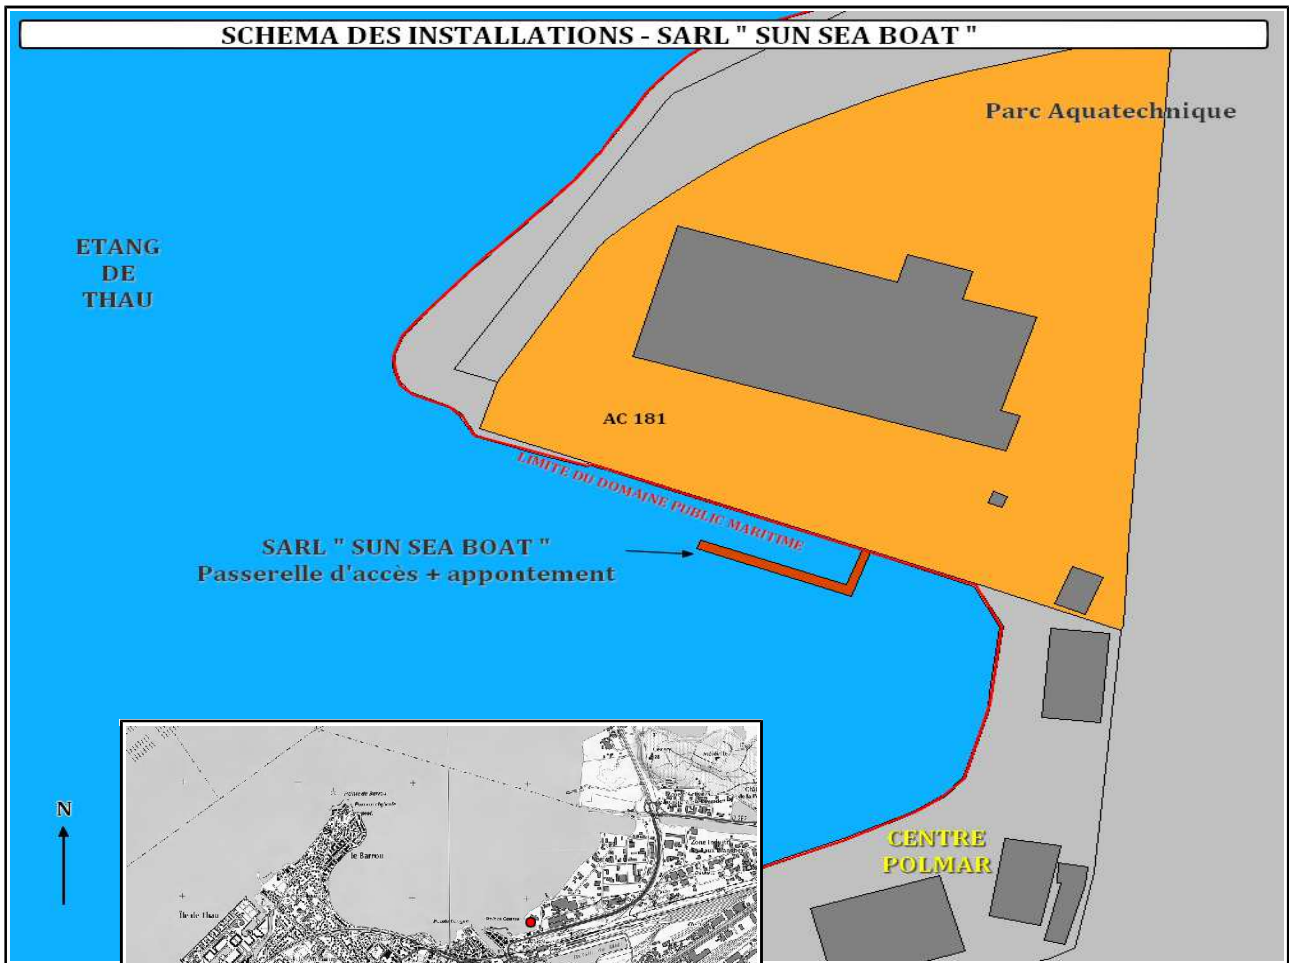 SCHEMA DES INSTALLATIONS - SARL " SUN SEA BOAT "
Parc Aquatechnique
ETANG
DE
THAU
AC 181
LIMITE DU DOMAINE PUBLIC MARITIME
SARL " SUN SEA BOAT "
Passerelle d'accès + appontement
N
CENTRE
POLMAR
le Barrou
Île de Thau